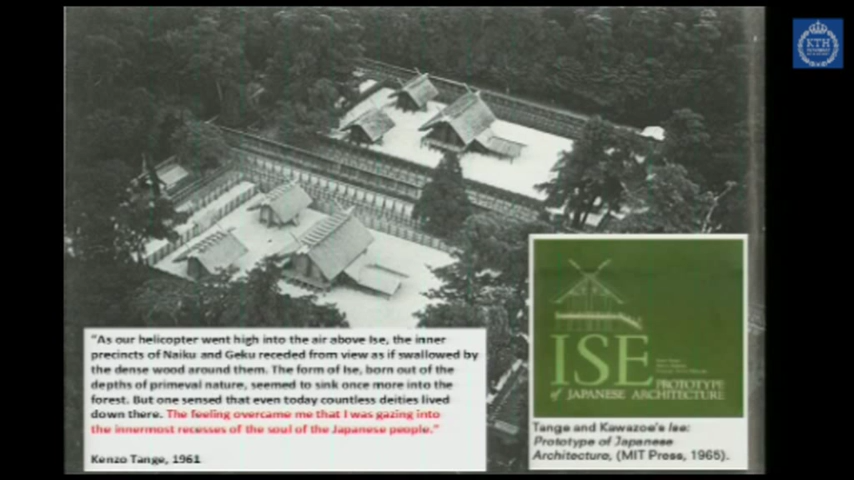 KTH
"As our helicopter went high into the air above Ise, the inner
precincts of Naiku and Geku receded from view as if swallowed by
the dense wood around them. The form of Ise, born out of the
depths of primeval nature, seemed to sink once more into the
forest. But one sensed that even today countless deities lived
down there. The feeling overcame me that I was gazing into
the innermost recesses of the soul of the Japanese people."
Kenzo Tange, 1961
ISE
PROTOTYPE
of JAPANESE ARCHITECTURE
Tange and Kawazoe's Ise:
Prototype of Japanese
Architecture, (MIT Press, 1965).